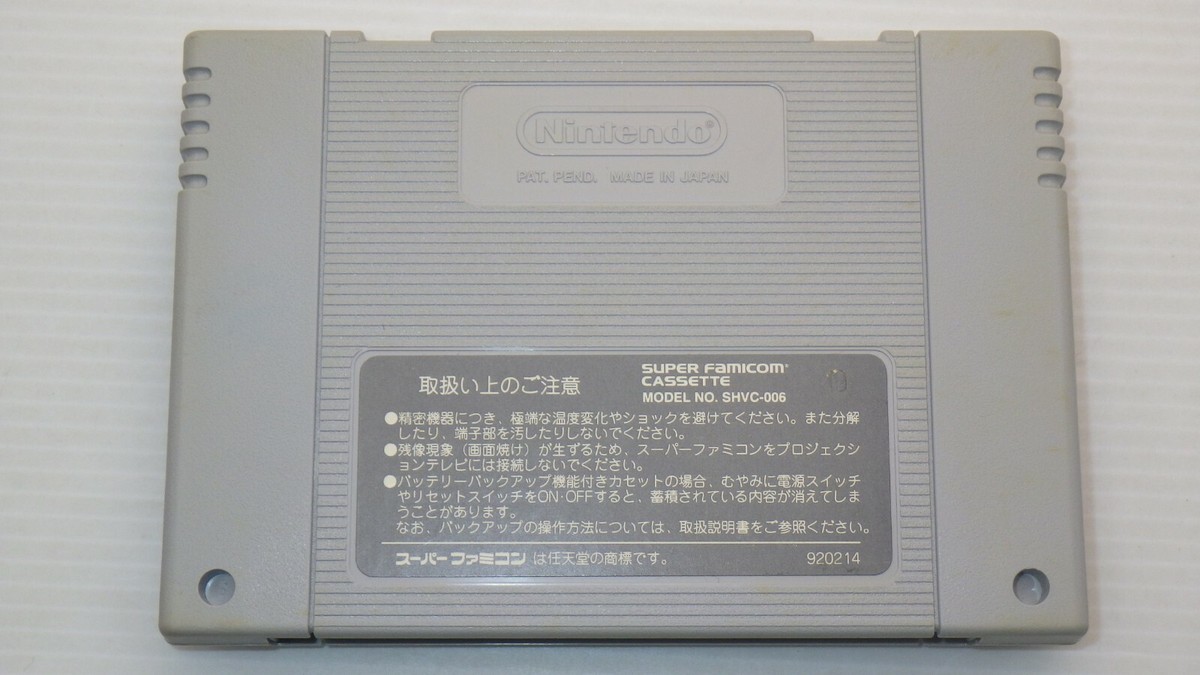 Nintendo®
PAT. PEND. MADE IN JAPAN
取扱い上のご注意
SUPER FAMICOM®
CASSETTE
MODEL NO. SHVC-006
●精密機器につき、極端な温度変化やショックを避けてください。また分解
したり、端子部を汚したりしないでください。
●残像現象（画面焼け）が生ずるため、スーパーファミコンをプロジェクシ
ョンテレビには接続しないでください。
●バッテリーバックアップ機能付きカセットの場合、むやみに電源スイッチ
やリセットスイッチをON・OFFすると、蓄積されている内容が消えてしま
うことがあります。
なお、バックアップの操作方法については、取扱説明書をご参照ください。
スーパーファミコン は任天堂の商標です。
920214